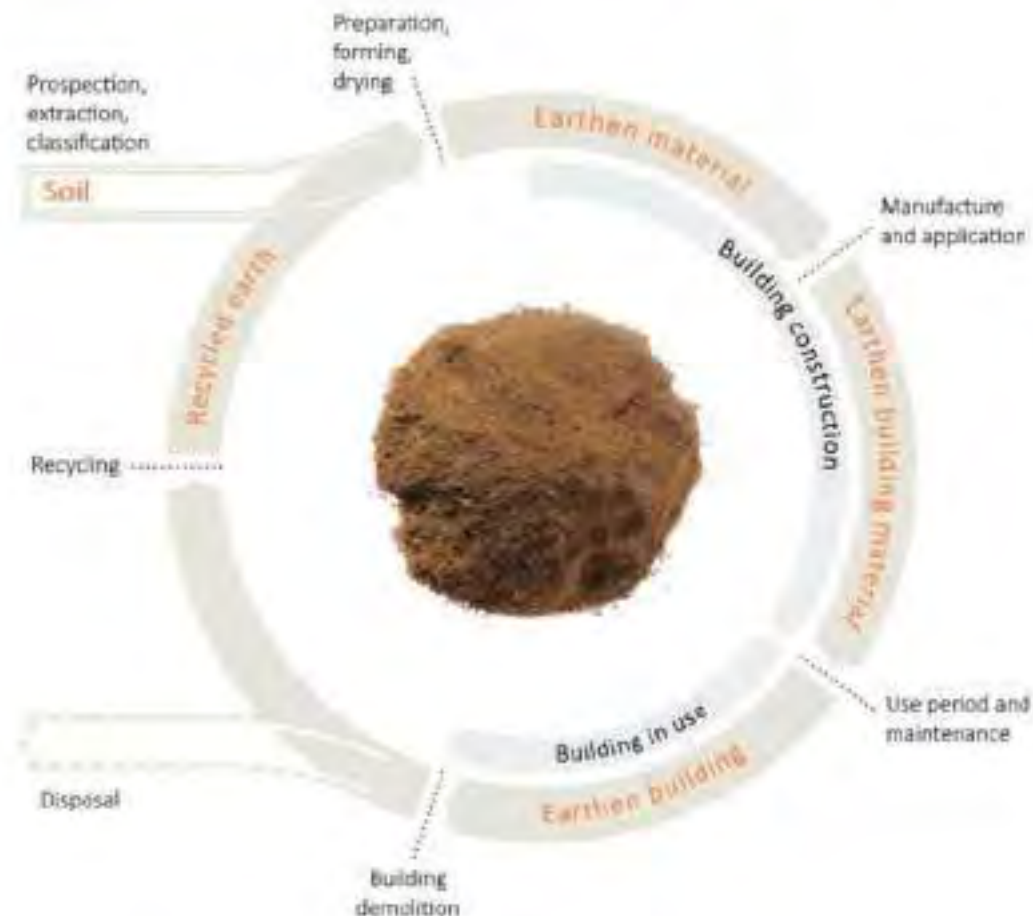 Preparation,
forming,
drying
Prospection,
extraction,
classification
Soil
Earthen material
Manufacture
and application
Building construction
Earthen building material
Recycled earth
Recycling
Use period and
maintenance
Building in use
Earthen building
Disposal
Building
demolition